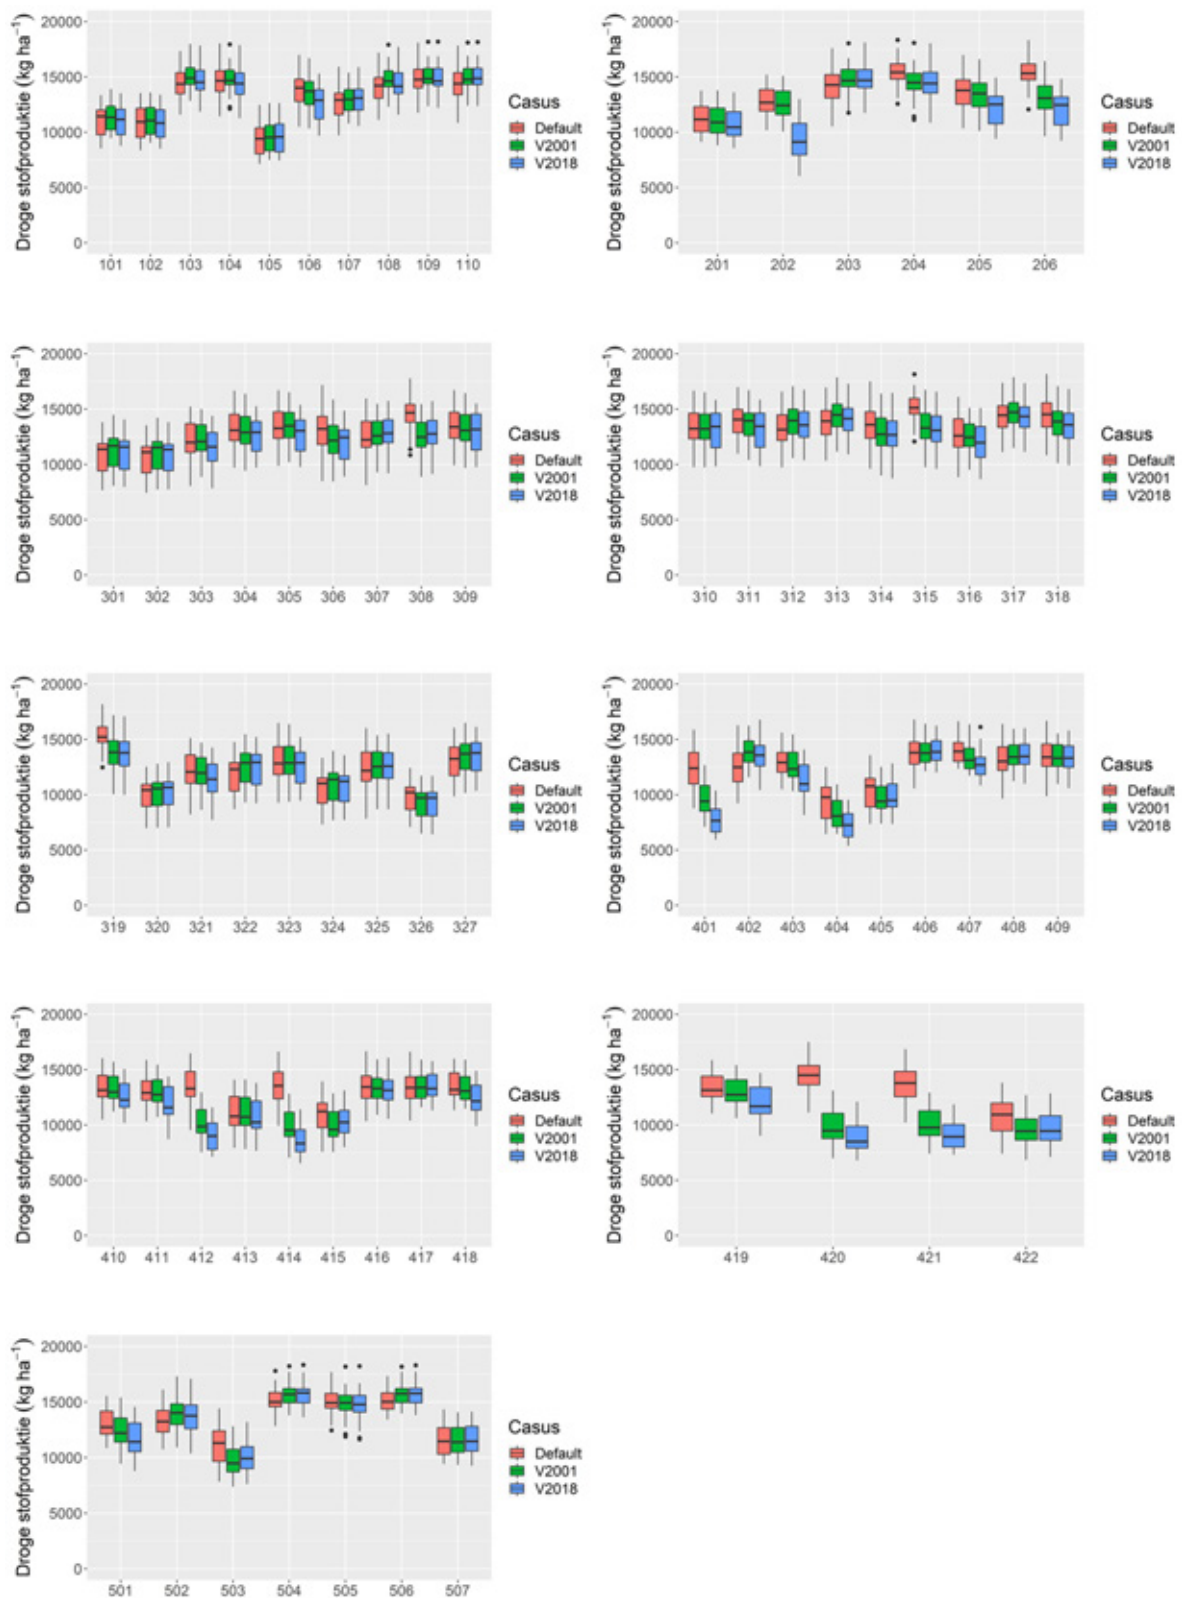 Droge stofproduktie (kg ha⁻¹)
20000
15000
10000
5000
0
101 102 103 104 105 106 107 108 109 110
Casus
Default
V2001
V2018
Droge stofproduktie (kg ha⁻¹)
20000
15000
10000
5000
0
201 202 203 204 205 206
Casus
Default
V2001
V2018
Droge stofproduktie (kg ha⁻¹)
20000
15000
10000
5000
0
301 302 303 304 305 306 307 308 309
Casus
Default
V2001
V2018
Droge stofproduktie (kg ha⁻¹)
20000
15000
10000
5000
0
310 311 312 313 314 315 316 317 318
Casus
Default
V2001
V2018
Droge stofproduktie (kg ha⁻¹)
20000
15000
10000
5000
0
319 320 321 322 323 324 325 326 327
Casus
Default
V2001
V2018
Droge stofproduktie (kg ha⁻¹)
20000
15000
10000
5000
0
401 402 403 404 405 406 407 408 409
Casus
Default
V2001
V2018
Droge stofproduktie (kg ha⁻¹)
20000
15000
10000
5000
0
410 411 412 413 414 415 416 417 418
Casus
Default
V2001
V2018
Droge stofproduktie (kg ha⁻¹)
20000
15000
10000
5000
0
419 420 421 422
Casus
Default
V2001
V2018
Droge stofproduktie (kg ha⁻¹)
20000
15000
10000
5000
0
501 502 503 504 505 506 507
Casus
Default
V2001
V2018